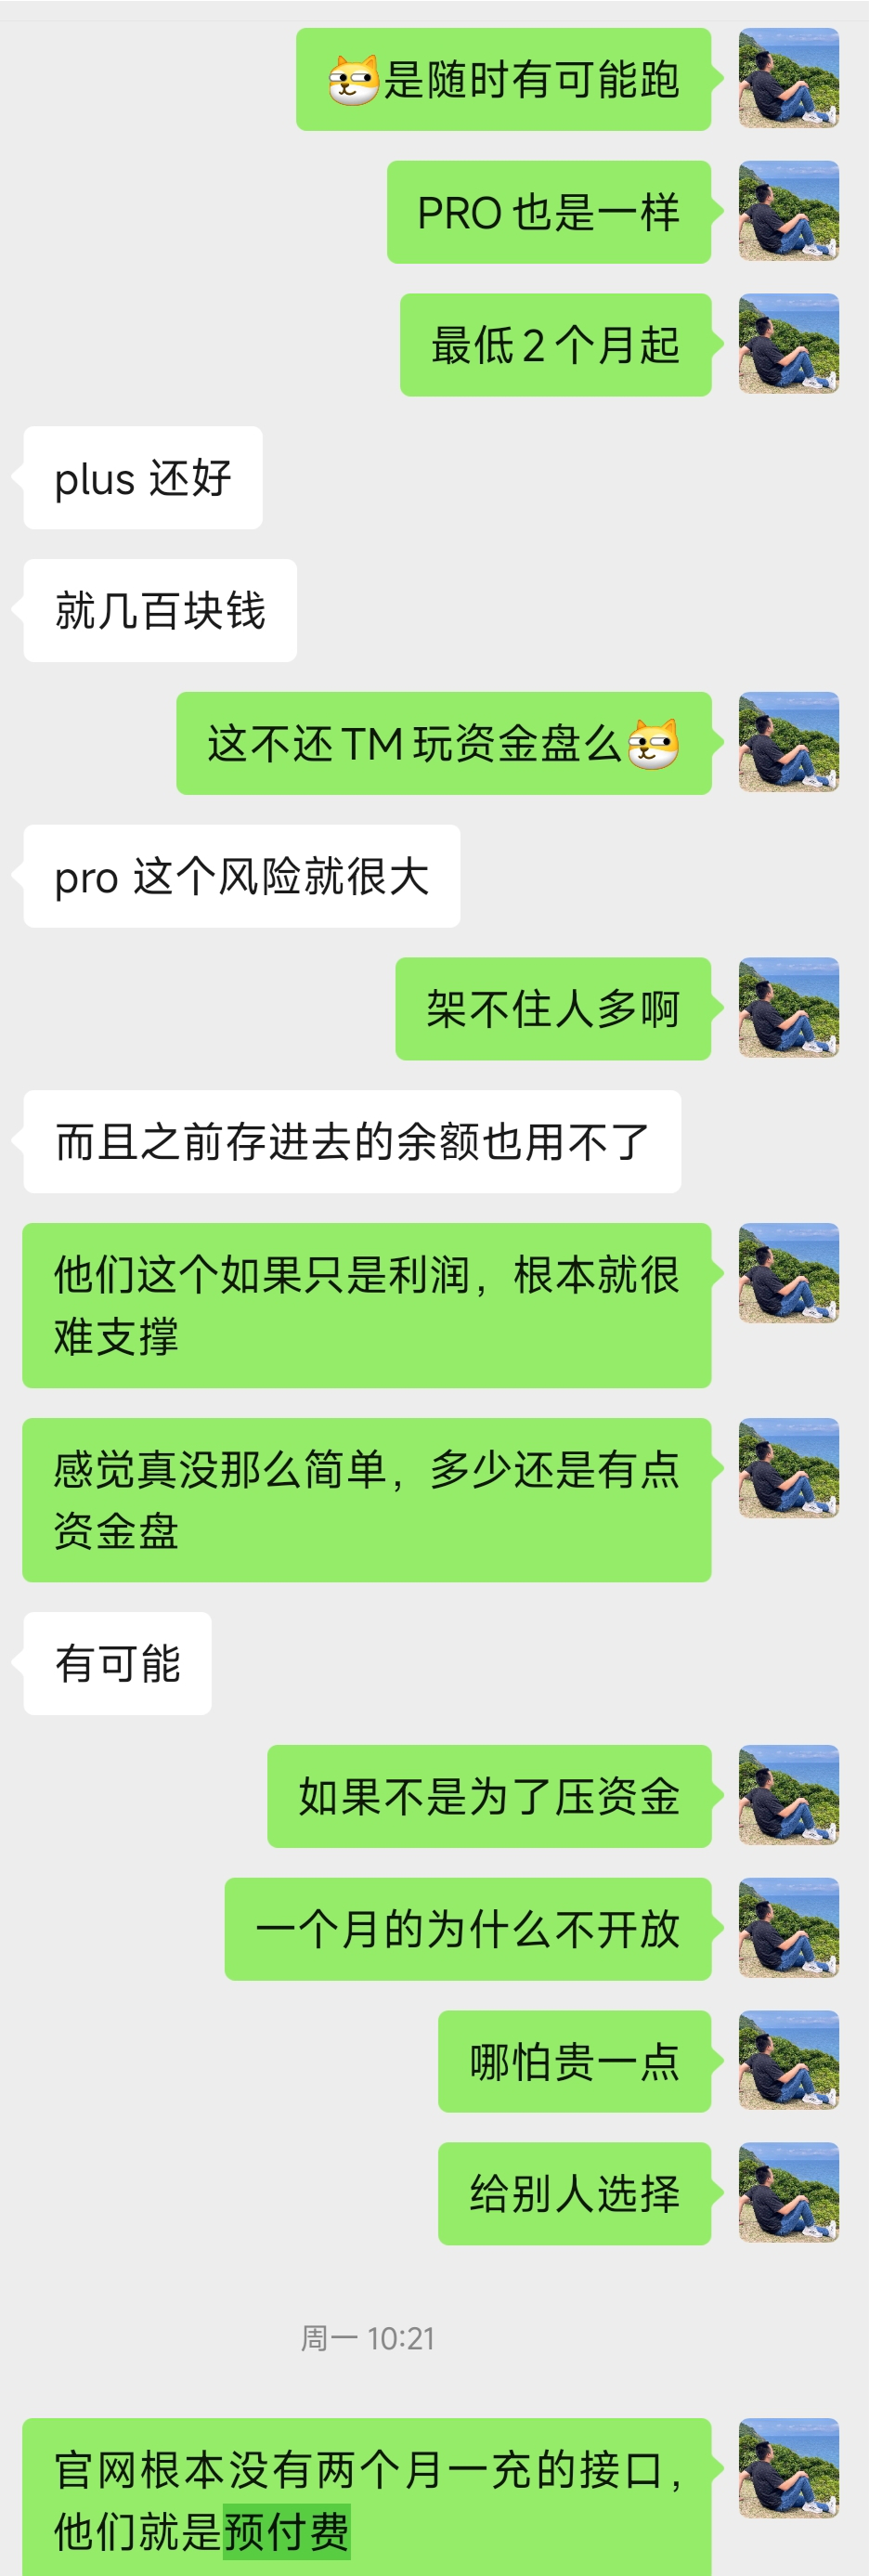 是随时有可能跑
PRO 也是一样
最低 2 个月起
plus 还好
就几百块钱
这不还 TM 玩资金盘么
pro 这个风险就很大
架不住人多啊
而且之前存进去的余额也用不了
他们这个如果只是利润，根本就很
难支撑
感觉真没那么简单，多少还是有点
资金盘
有可能
如果不是为了压资金
一个月的为什么不开放
哪怕贵一点
给别人选择
周一 10:21
官网根本没有两个月一充的接口，
他们就是预付费